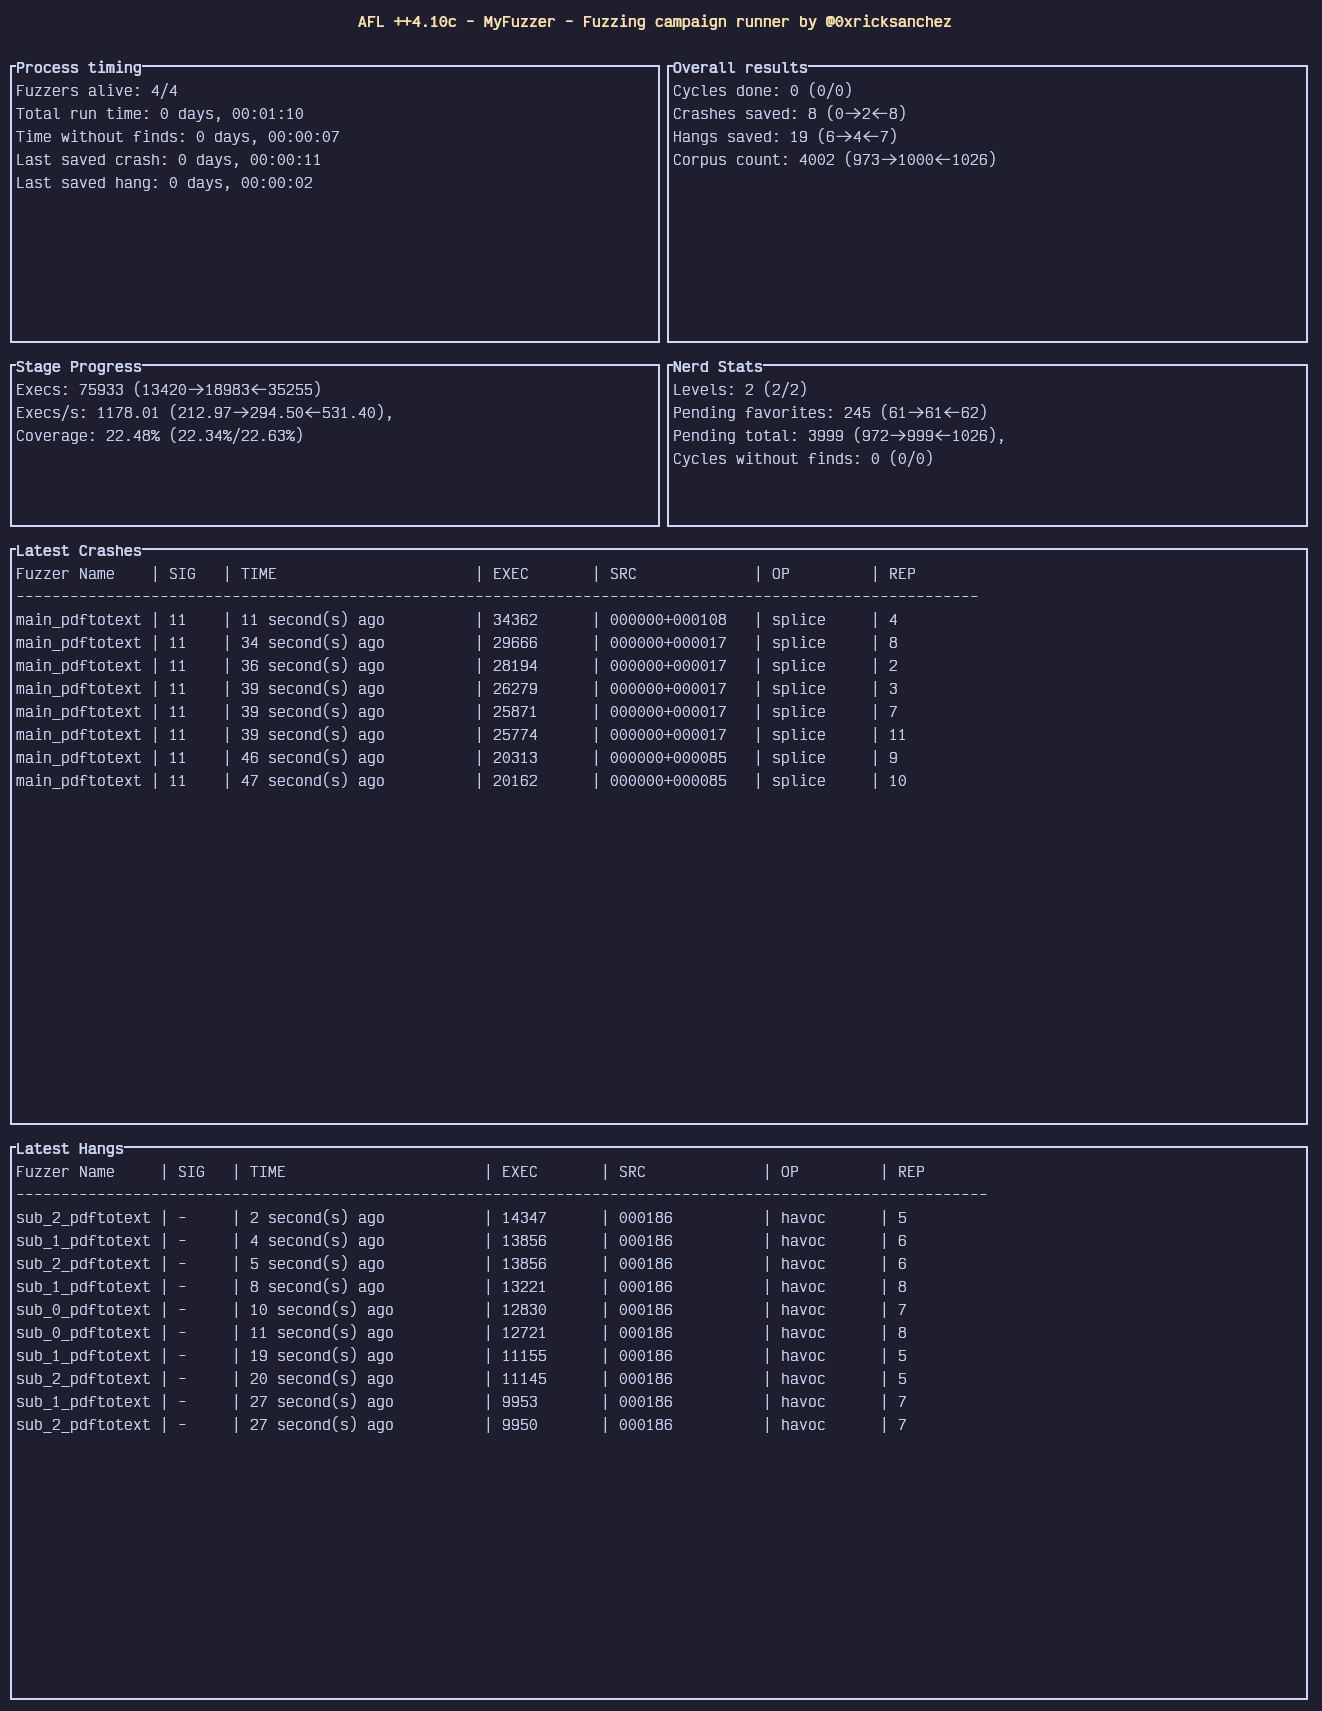 AFL ++4.10c - MyFuzzer - Fuzzing campaign runner by @0xricksanchez
Process timing
Fuzzers alive: 4/4
Total run time: 0 days, 00:01:10
Time without finds: 0 days, 00:00:07
Last saved crash: 0 days, 00:00:11
Last saved hang: 0 days, 00:00:02
Overall results
Cycles done: 0 (0/0)
Crashes saved: 8 (0->2<-8)
Hangs saved: 19 (6->4<-7)
Corpus count: 4002 (973->1000<-1026)
Stage Progress
Execs: 75933 (13420->18983<-35255)
Execs/s: 1178.01 (212.97->294.50<-531.40),
Coverage: 22.48% (22.34%/22.63%)
Nerd Stats
Levels: 2 (2/2)
Pending favorites: 245 (61->61<-62)
Pending total: 3999 (972->999<-1026),
Cycles without finds: 0 (0/0)
Latest Crashes
Fuzzer Name | SIG | TIME | EXEC | SRC | OP | REP
-----------------------------------------------------------------------------------------------------------
main_pdftotext | 11 | 11 second(s) ago | 34362 | 000000+000108 | splice | 4
main_pdftotext | 11 | 34 second(s) ago | 29666 | 000000+000017 | splice | 8
main_pdftotext | 11 | 36 second(s) ago | 28194 | 000000+000017 | splice | 2
main_pdftotext | 11 | 39 second(s) ago | 26279 | 000000+000017 | splice | 3
main_pdftotext | 11 | 39 second(s) ago | 25871 | 000000+000017 | splice | 7
main_pdftotext | 11 | 39 second(s) ago | 25774 | 000000+000017 | splice | 11
main_pdftotext | 11 | 46 second(s) ago | 20313 | 000000+000085 | splice | 9
main_pdftotext | 11 | 47 second(s) ago | 20162 | 000000+000085 | splice | 10
Latest Hangs
Fuzzer Name | SIG | TIME | EXEC | SRC | OP | REP
------------------------------------------------------------------------------------------------------------
sub_2_pdftotext | - | 2 second(s) ago | 14347 | 000186 | havoc | 5
sub_1_pdftotext | - | 4 second(s) ago | 13856 | 000186 | havoc | 6
sub_2_pdftotext | - | 5 second(s) ago | 13856 | 000186 | havoc | 6
sub_1_pdftotext | - | 8 second(s) ago | 13221 | 000186 | havoc | 8
sub_0_pdftotext | - | 10 second(s) ago | 12830 | 000186 | havoc | 7
sub_0_pdftotext | - | 11 second(s) ago | 12721 | 000186 | havoc | 8
sub_1_pdftotext | - | 19 second(s) ago | 11155 | 000186 | havoc | 5
sub_2_pdftotext | - | 20 second(s) ago | 11145 | 000186 | havoc | 5
sub_1_pdftotext | - | 27 second(s) ago | 9953 | 000186 | havoc | 7
sub_2_pdftotext | - | 27 second(s) ago | 9950 | 000186 | havoc | 7